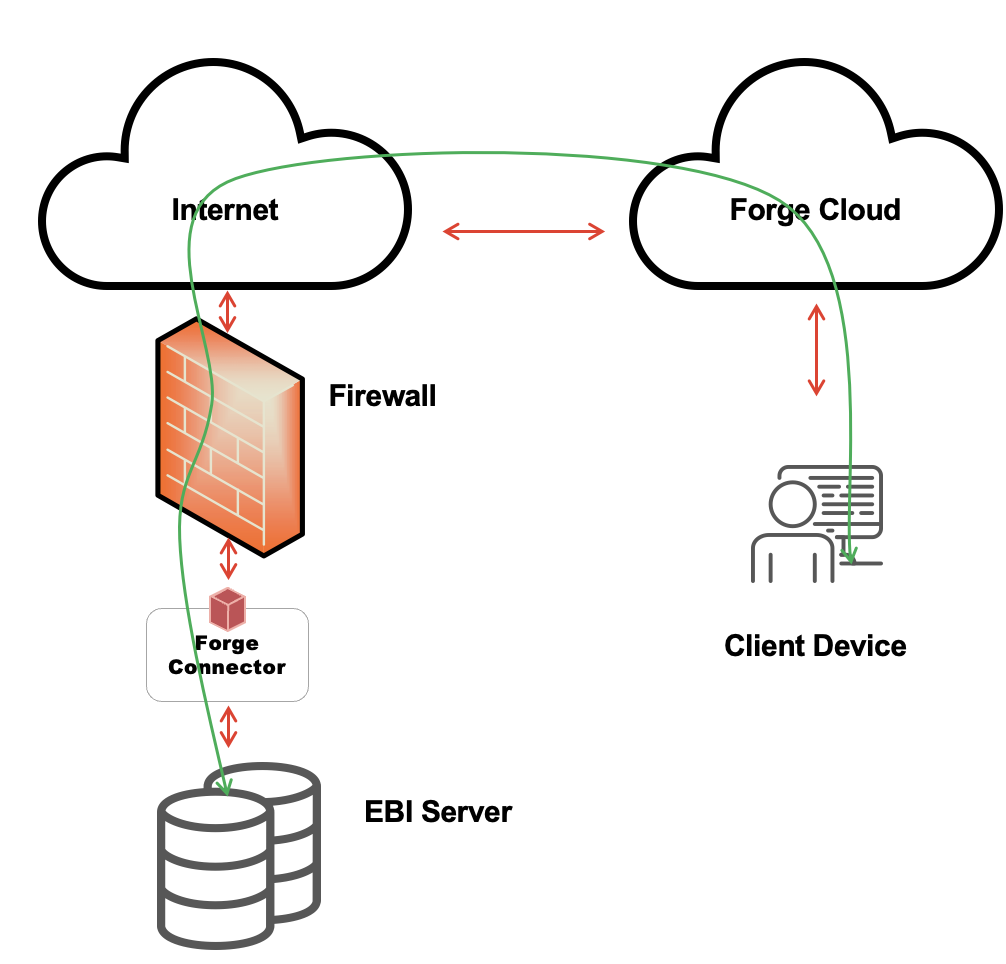 Internet
Forge Cloud
Firewall
Forge
Connector
Client Device
EBI Server